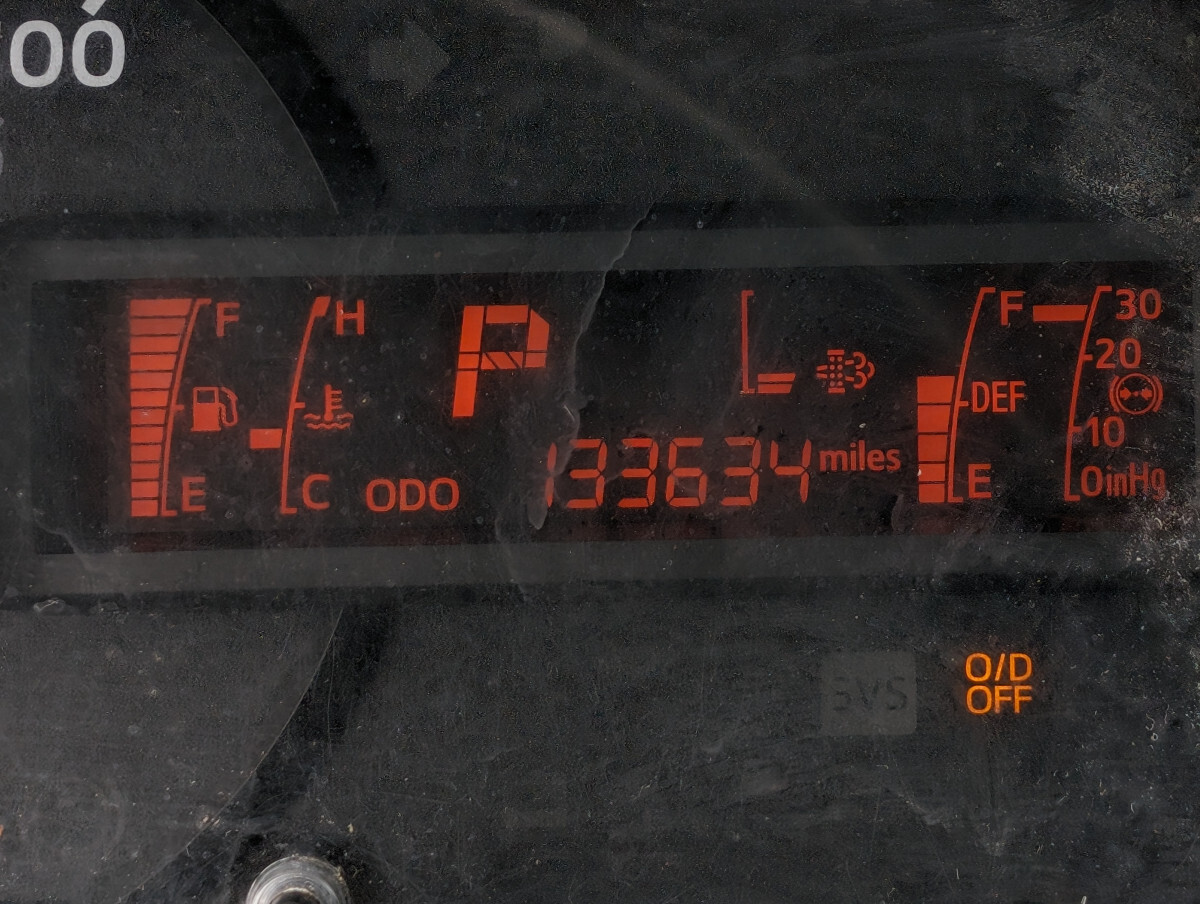 00
F
H
P
F
30
20
DEF
10
E
C
ODO
133634 miles
E
0inHg
SVS
O/D
OFF